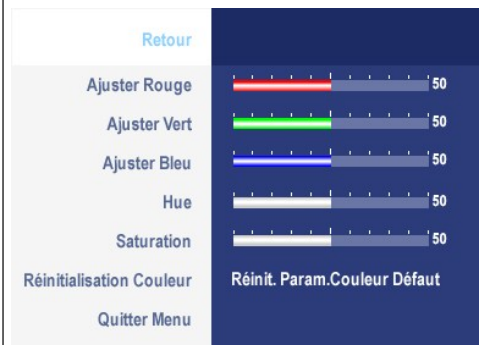 Retour
Ajuster Rouge 50
Ajuster Vert 50
Ajuster Bleu 50
Hue 50
Saturation 50
Réinitialisation Couleur Réinit. Param.Couleur Défaut
Quitter Menu